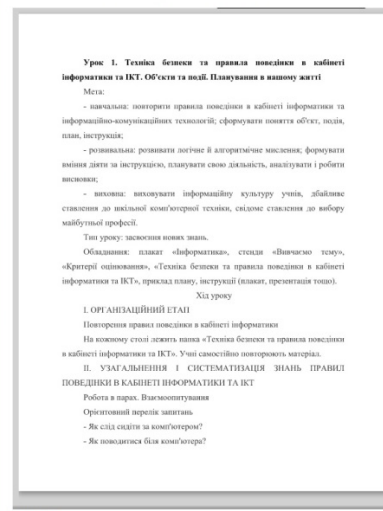 Урок 1. Техніка безпеки та правила поведінки в кабінеті
інформатики та ІКТ. Об'єкти та події. Планування в нашому житті
Мета:
- навчальна: повторити правила поведінки в кабінеті інформатики та
інформаційно-комунікаційних технологій; сформувати поняття об'єкт, подія,
план, інструкція;
- розвивальна: розвивати логічне й алгоритмічне мислення; формувати
вміння діяти за інструкцією, планувати свою діяльність, аналізувати і робити
висновки;
- виховна: виховувати інформаційну культуру учнів, дбайливе
ставлення до шкільної комп'ютерної техніки, свідоме ставлення до вибору
майбутньої професії.
Тип уроку: засвоєння нових знань.
Обладнання: плакат «Інформатика», стенди «Вивчаємо тему»,
«Критерії оцінювання», «Техніка безпеки та правила поведінки в кабінеті
інформатики та ІКТ», приклад плану, інструкції (плакат, презентація тощо).
Хід уроку
І. ОРГАНІЗАЦІЙНИЙ ЕТАП
Повторення правил поведінки в кабінеті інформатики
На кожному столі лежить папка «Техніка безпеки та правила поведінки
в кабінеті інформатики та ІКТ». Учні самостійно повторюють матеріал.
ІІ. УЗАГАЛЬНЕННЯ І СИСТЕМАТИЗАЦІЯ ЗНАНЬ ПРАВИЛ
ПОВЕДІНКИ В КАБІНЕТІ ІНФОРМАТИКИ ТА ІКТ
Робота в парах. Взаємоопитування
Орієнтовний перелік запитань
- Як слід сидіти за комп'ютером?
- Як поводитися біля комп'ютера?